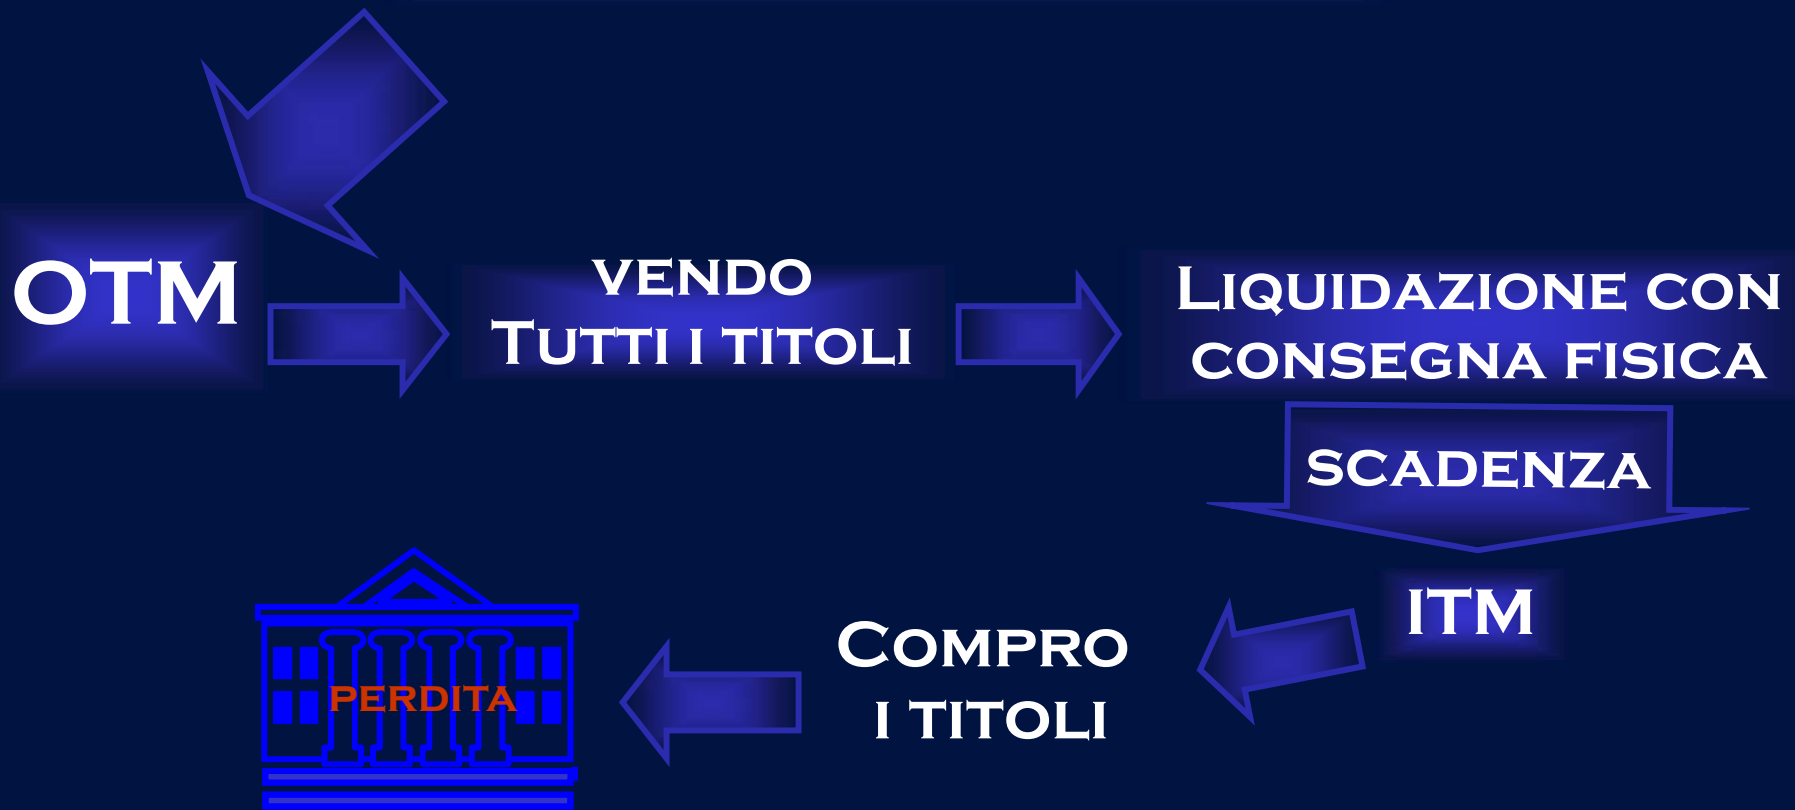 OTM
VENDO
TUTTI I TITOLI
LIQUIDAZIONE CON
CONSEGNA FISICA
SCADENZA
ITM
COMPRO
I TITOLI
PERDITA